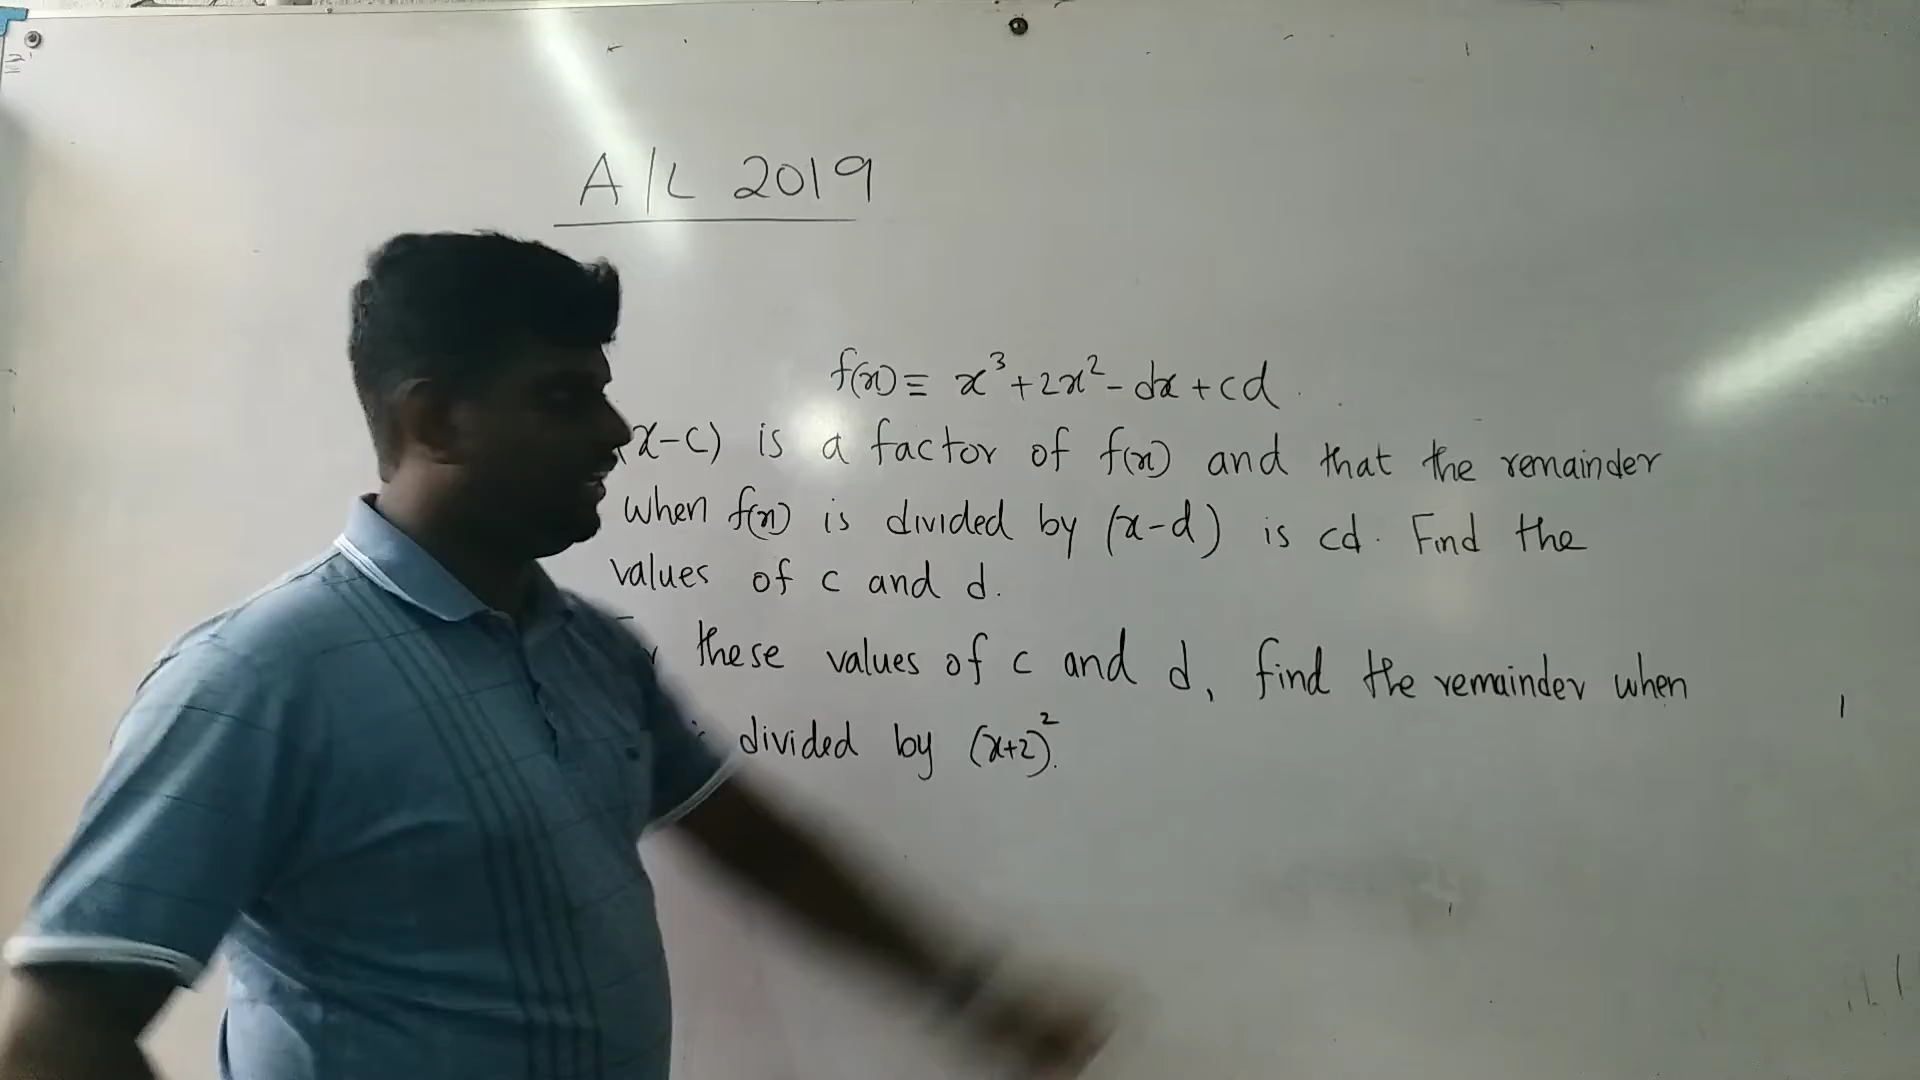 A/L 2019
f(x) ≡ x³+2x²-dx+cd.
(x-c) is a factor of f(x) and that the remainder
when f(x) is divided by (x-d) is cd. Find the
values of c and d.
these values of c and d, find the remainder when
divided by (x+2)².